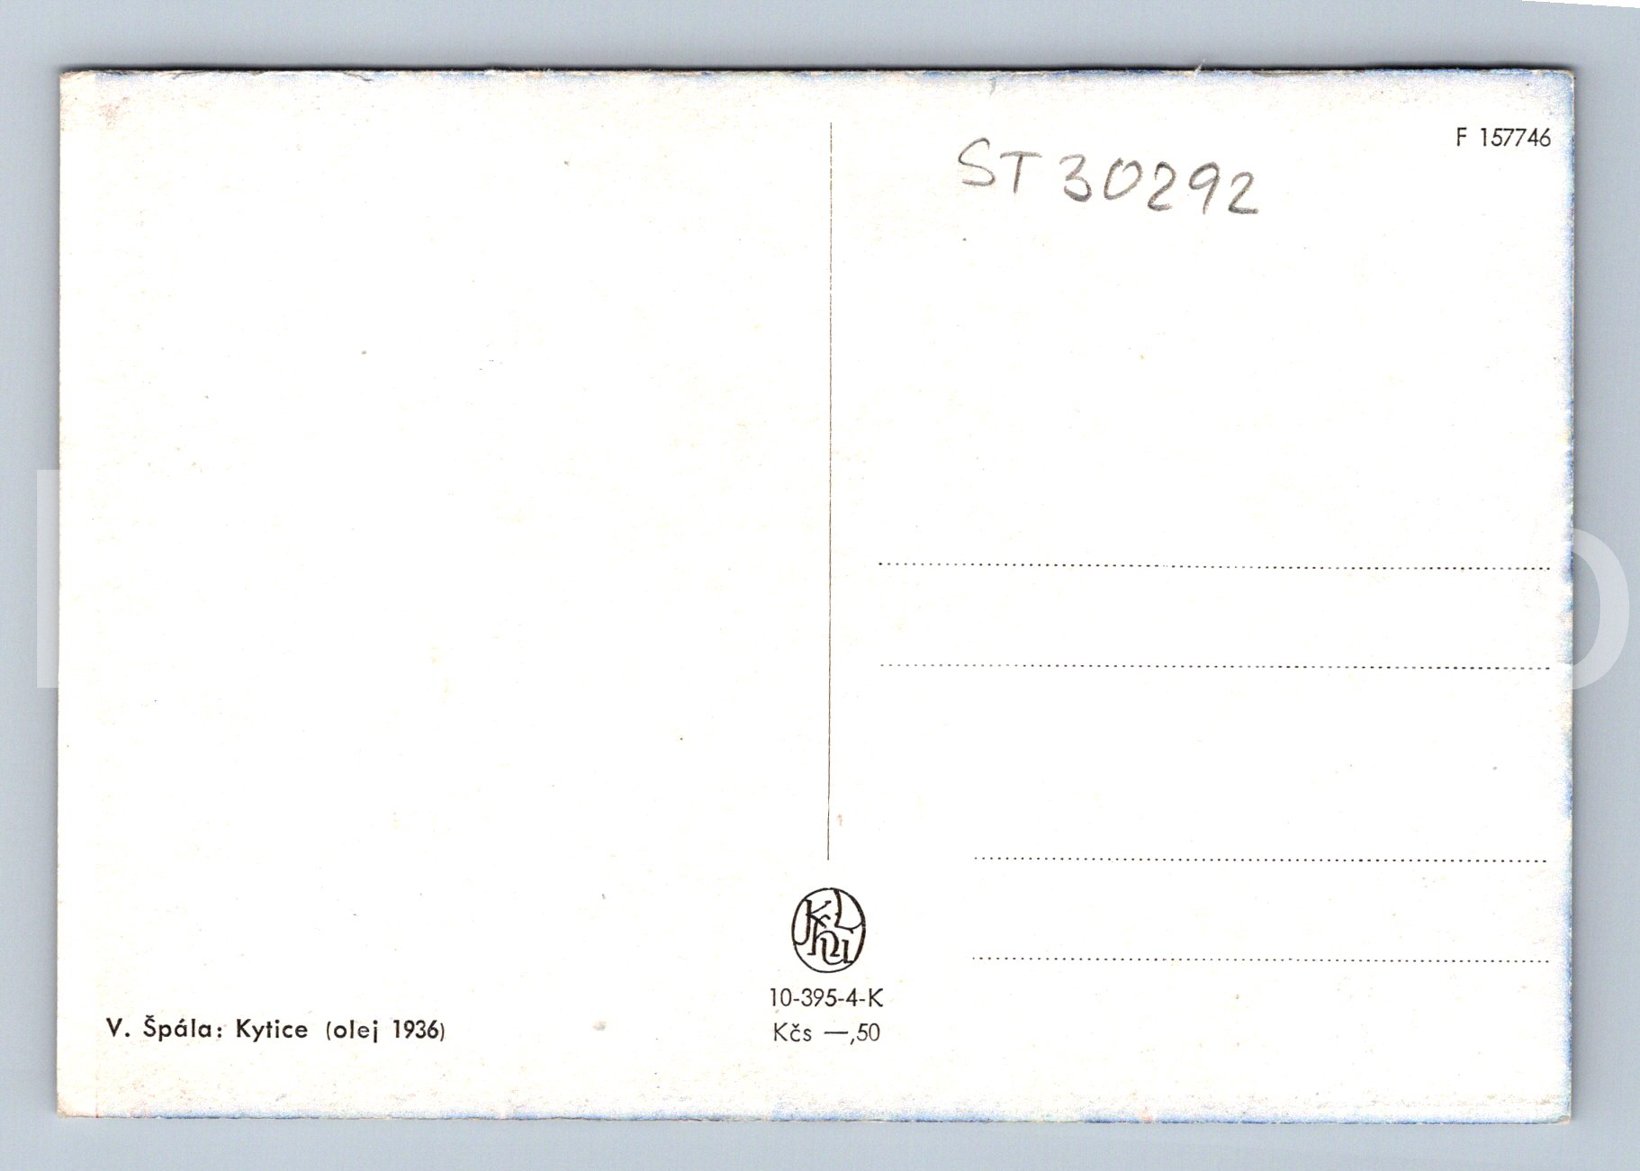 F 157746
ST 30292
10-395-4-K
Kčs —,50
V. Špála: Kytice (olej 1936)